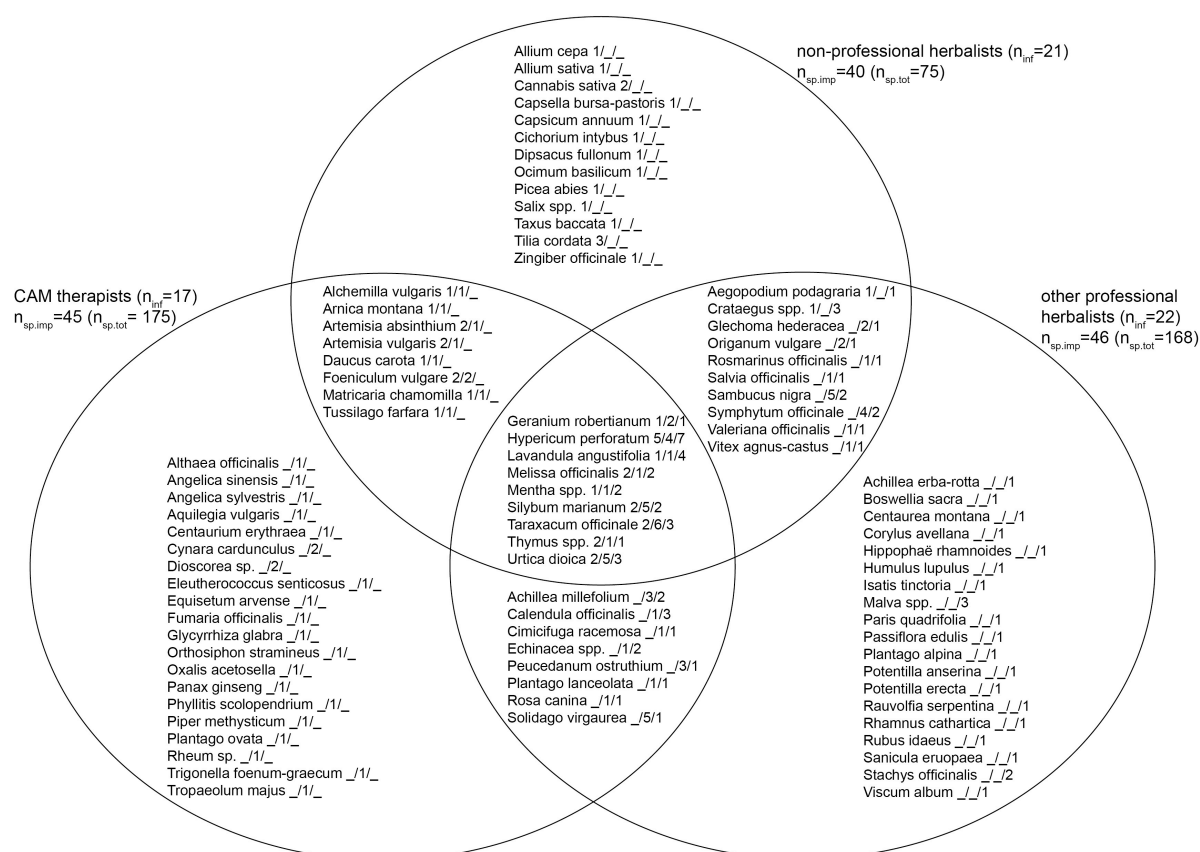 Allium cepa 1/_/_
Allium sativa 1/_/_
Cannabis sativa 2/_/_
Capsella bursa-pastoris 1/_/_
Capsicum annuum 1/_/_
Cichorium intybus 1/_/_
Dipsacus fullonum 1/_/_
Ocimum basilicum 1/_/_
Picea abies 1/_/_
Salix spp. 1/_/_
Taxus baccata 1/_/_
Tilia cordata 3/_/_
Zingiber officinale 1/_/_
non-professional herbalists (n_inf=21)
n_sp.imp=40 (n_sp.tot=75)
CAM therapists (n_inf=17)
n_sp.imp=45 (n_sp.tot= 175)
other professional
herbalists (n_inf=22)
n_sp.imp=46 (n_sp.tot=168)
Alchemilla vulgaris 1/1/_
Arnica montana 1/1/_
Artemisia absinthium 2/1/_
Artemisia vulgaris 2/1/_
Daucus carota 1/1/_
Foeniculum vulgare 2/2/_
Matricaria chamomilla 1/1/_
Tussilago farfara 1/1/_
Aegopodium podagraria 1/_/1
Crataegus spp. 1/_/3
Glechoma hederacea _/2/1
Origanum vulgare _/2/1
Rosmarinus officinalis _/1/1
Salvia officinalis _/1/1
Sambucus nigra _/5/2
Symphytum officinale _/4/2
Valeriana officinalis _/1/1
Vitex agnus-castus _/1/1
Geranium robertianum 1/2/1
Hypericum perforatum 5/4/7
Lavandula angustifolia 1/1/4
Melissa officinalis 2/1/2
Mentha spp. 1/1/2
Silybum marianum 2/5/2
Taraxacum officinale 2/6/3
Thymus spp. 2/1/1
Urtica dioica 2/5/3
Althaea officinalis _/1/_
Angelica sinensis _/1/_
Angelica sylvestris _/1/_
Aquilegia vulgaris _/1/_
Centaurium erythraea _/1/_
Cynara cardunculus _/2/_
Dioscorea sp. _/2/_
Eleutherococcus senticosus _/1/_
Equisetum arvense _/1/_
Fumaria officinalis _/1/_
Glycyrrhiza glabra _/1/_
Orthosiphon stramineus _/1/_
Oxalis acetosella _/1/_
Panax ginseng _/1/_
Phyllitis scolopendrium _/1/_
Piper methysticum _/1/_
Plantago ovata _/1/_
Rheum sp. _/1/_
Trigonella foenum-graecum _/1/_
Tropaeolum majus _/1/_
Achillea millefolium _/3/2
Calendula officinalis _/1/3
Cimicifuga racemosa _/1/1
Echinacea spp. _/1/2
Peucedanum ostruthium _/3/1
Plantago lanceolata _/1/1
Rosa canina _/1/1
Solidago virgaurea _/5/1
Achillea erba-rotta _/_/1
Boswellia sacra _/_/1
Centaurea montana _/_/1
Corylus avellana _/_/1
Hippophaë rhamnoides _/_/1
Humulus lupulus _/_/1
Isatis tinctoria _/_/1
Malva spp. _/_/3
Paris quadrifolia _/_/1
Passiflora edulis _/_/1
Plantago alpina _/_/1
Potentilla anserina _/_/1
Potentilla erecta _/_/1
Rauvolfia serpentina _/_/1
Rhamnus cathartica _/_/1
Rubus idaeus _/_/1
Sanicula eruopaea _/_/1
Stachys officinalis _/_/2
Viscum album _/_/1